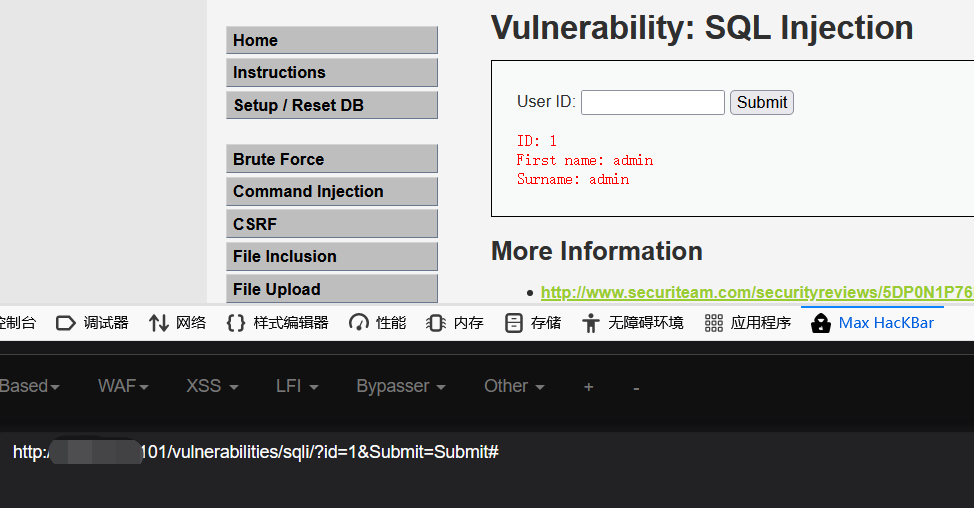 Vulnerability: SQL Injection
Home
Instructions
Setup / Reset DB
Brute Force
Command Injection
CSRF
File Inclusion
File Upload
User ID:
Submit
ID: 1
First name: admin
Surname: admin
More Information
http://www.securiteam.com/securityreviews/5DP0N1P76
控制台 调试器 网络 样式编辑器 性能 内存 存储 无障碍环境 应用程序 Max HacKBar
Based WAF XSS LFI Bypasser Other + -
http:/ 101/vulnerabilities/sqli/?id=1&Submit=Submit#